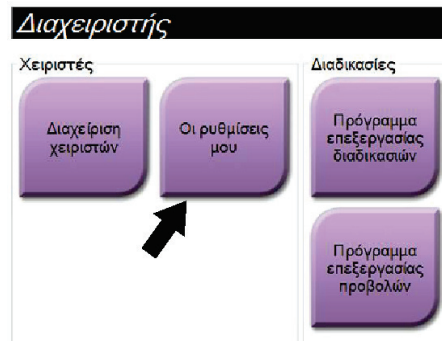 Διαχειριστής
Χειριστές
Διαχείριση
χειριστών
Οι ρυθμίσεις
μου
Διαδικασίες
Πρόγραμμα
επεξεργασίας
διαδικασιών
Πρόγραμμα
επεξεργασίας
προβολών